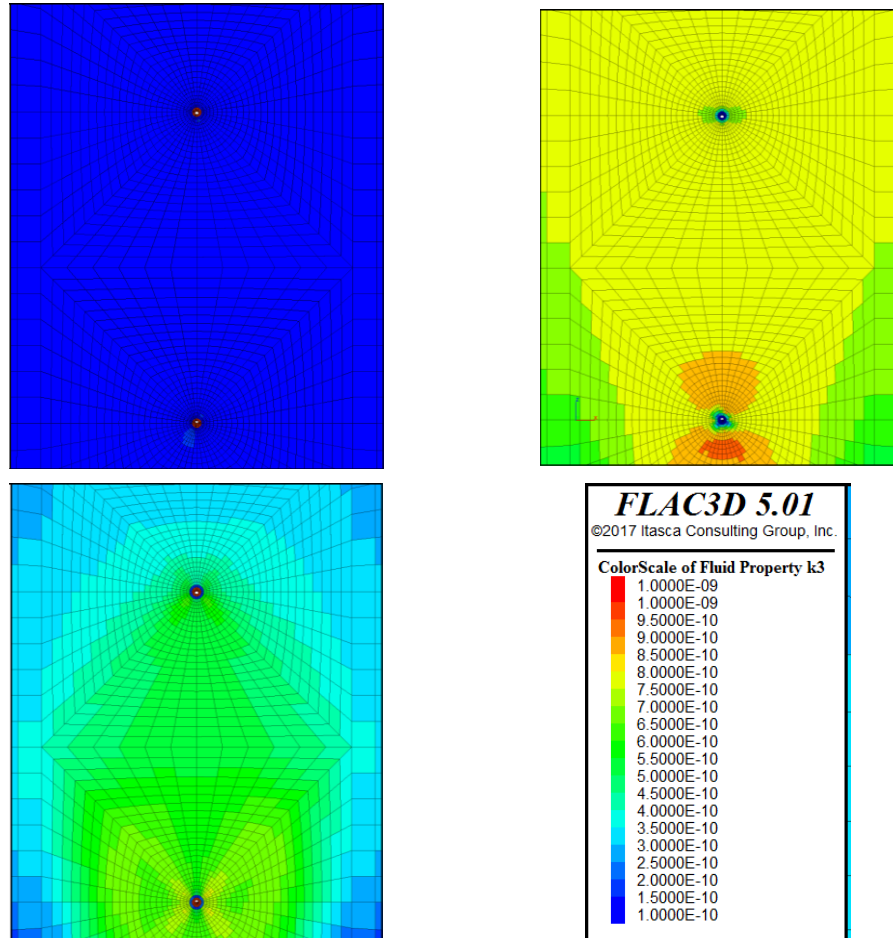 FLAC3D 5.01
©2017 Itasca Consulting Group, Inc.
ColorScale of Fluid Property k3
1.0000E-09
1.0000E-09
9.5000E-10
9.0000E-10
8.5000E-10
8.0000E-10
7.5000E-10
7.0000E-10
6.5000E-10
6.0000E-10
5.5000E-10
5.0000E-10
4.5000E-10
4.0000E-10
3.5000E-10
3.0000E-10
2.5000E-10
2.0000E-10
1.5000E-10
1.0000E-10